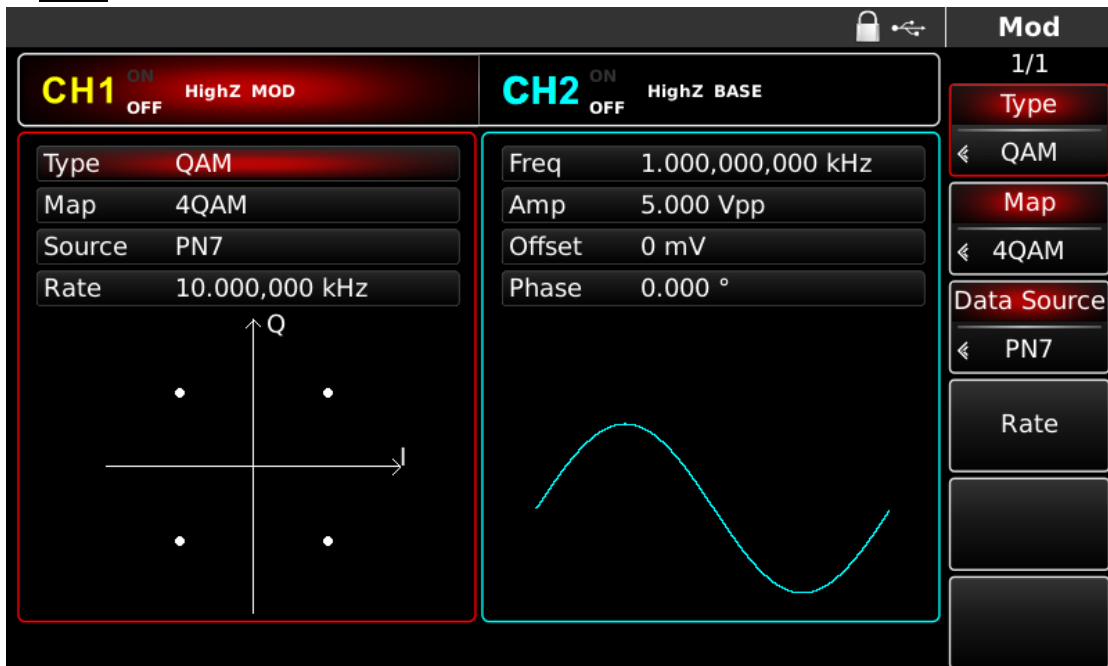 Mod
1/1
CH1 ON OFF HighZ MOD
CH2 ON OFF HighZ BASE
Type QAM
Map 4QAM
Source PN7
Rate 10.000,000 kHz
Q
I
Freq 1.000,000,000 kHz
Amp 5.000 Vpp
Offset 0 mV
Phase 0.000 °
Type
QAM
Map
4QAM
Data Source
PN7
Rate